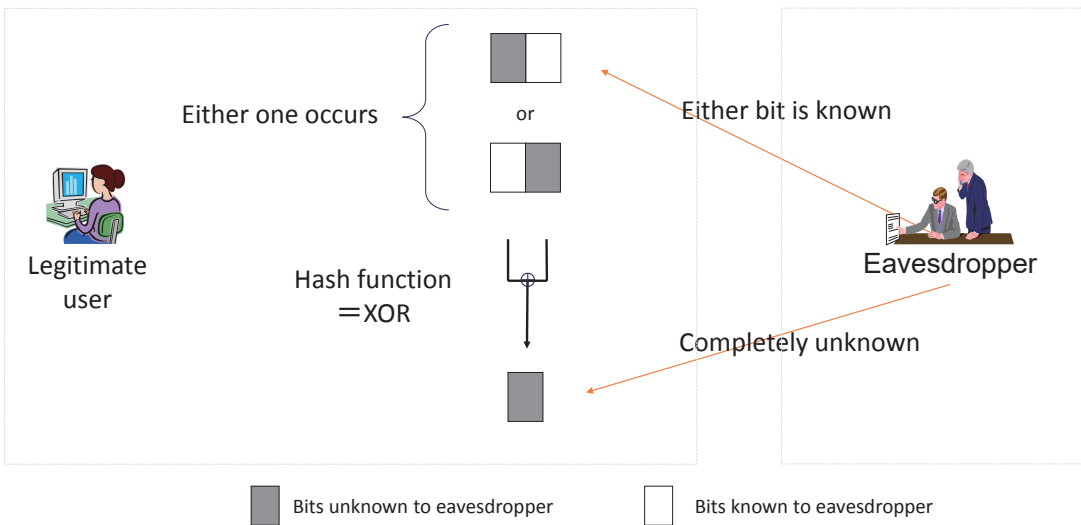 Either one occurs
or
Either bit is known
Legitimate
user
Hash function
＝XOR
Eavesdropper
Completely unknown
Bits unknown to eavesdropper
Bits known to eavesdropper